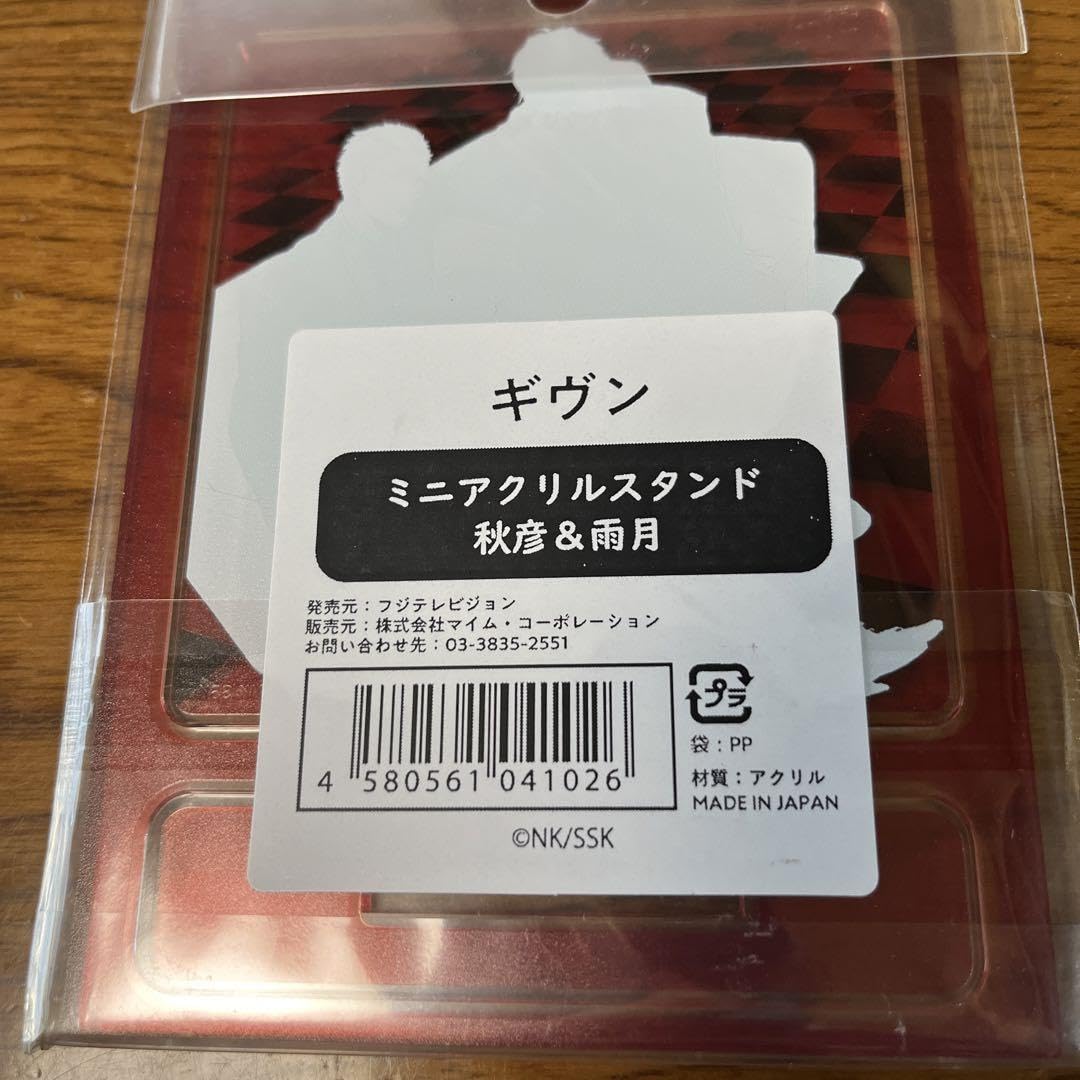 ギヴン
ミニアクリルスタンド
秋彦&雨月
発売元:フジテレビジョン
販売元:株式会社マイム・コーポレーション
お問い合わせ先:03-3835-2551
プラ
袋:PP
材質:アクリル
MADE IN JAPAN
4 580561 041026
©NK/SSK